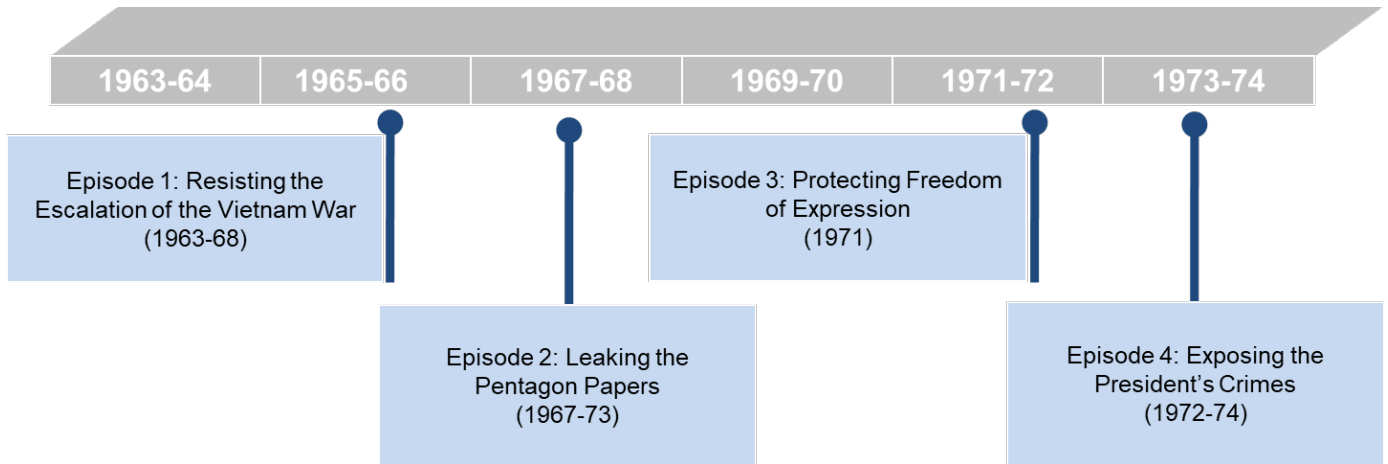 1963-64 1965-66 1967-68 1969-70 1971-72 1973-74
Episode 1: Resisting the
Escalation of the Vietnam War
(1963-68)
Episode 2: Leaking the
Pentagon Papers
(1967-73)
Episode 3: Protecting Freedom
of Expression
(1971)
Episode 4: Exposing the
President’s Crimes
(1972-74)